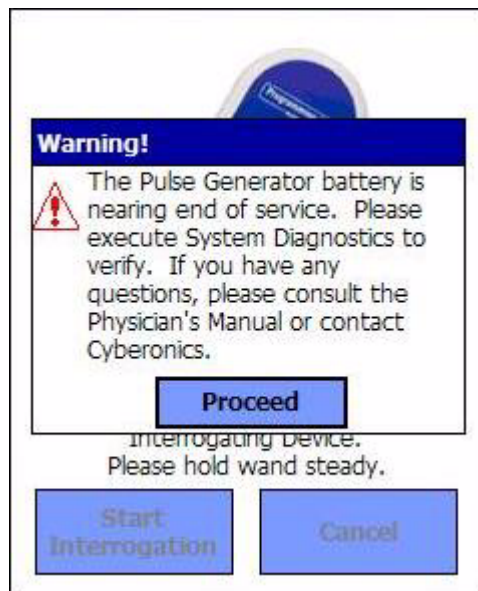 Programming
Warning!
The Pulse Generator battery is
nearing end of service. Please
execute System Diagnostics to
verify. If you have any
questions, please consult the
Physician's Manual or contact
Cyberonics.
Proceed
Interrogating Device.
Please hold wand steady.
Start
Interrogation
Cancel